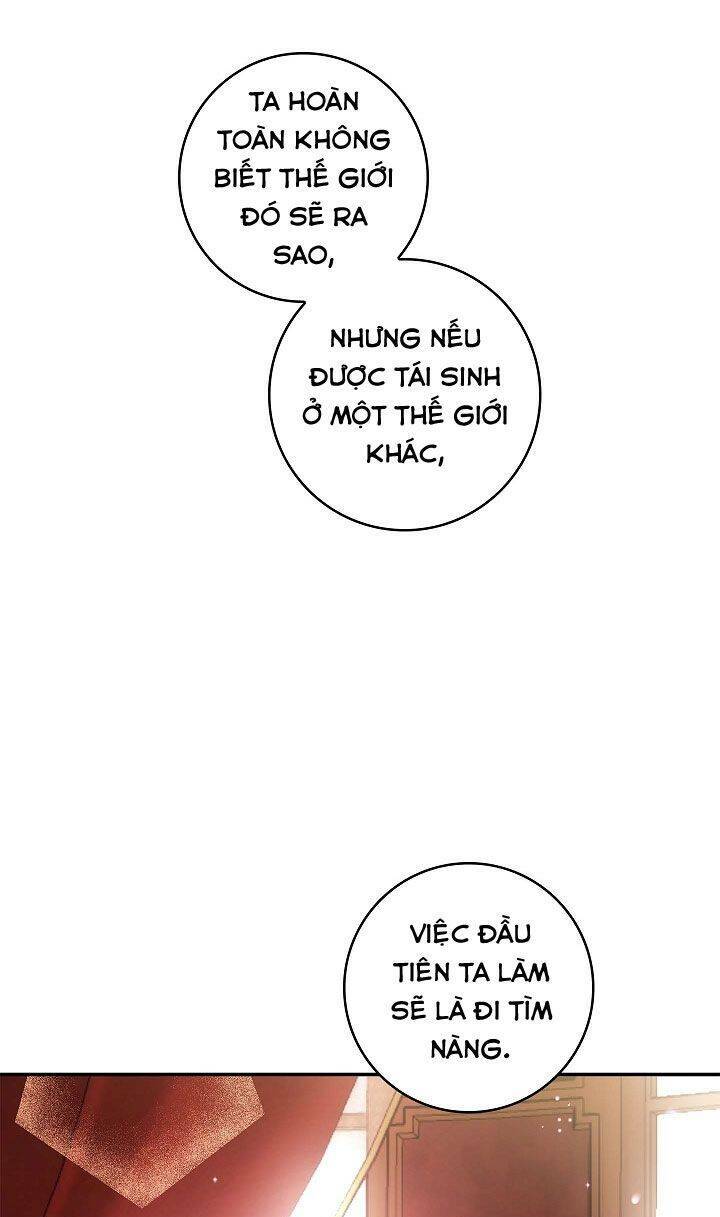 TA HOÀN
TOÀN KHÔNG
BIẾT THẾ GIỚI
ĐÓ SẼ RA
SAO,
NHƯNG NẾU
ĐƯỢC TÁI SINH
Ở MỘT THẾ GIỚI
KHÁC,
VIỆC ĐẦU
TIÊN TA LÀM
SẼ LÀ ĐI TÌM
NÀNG.